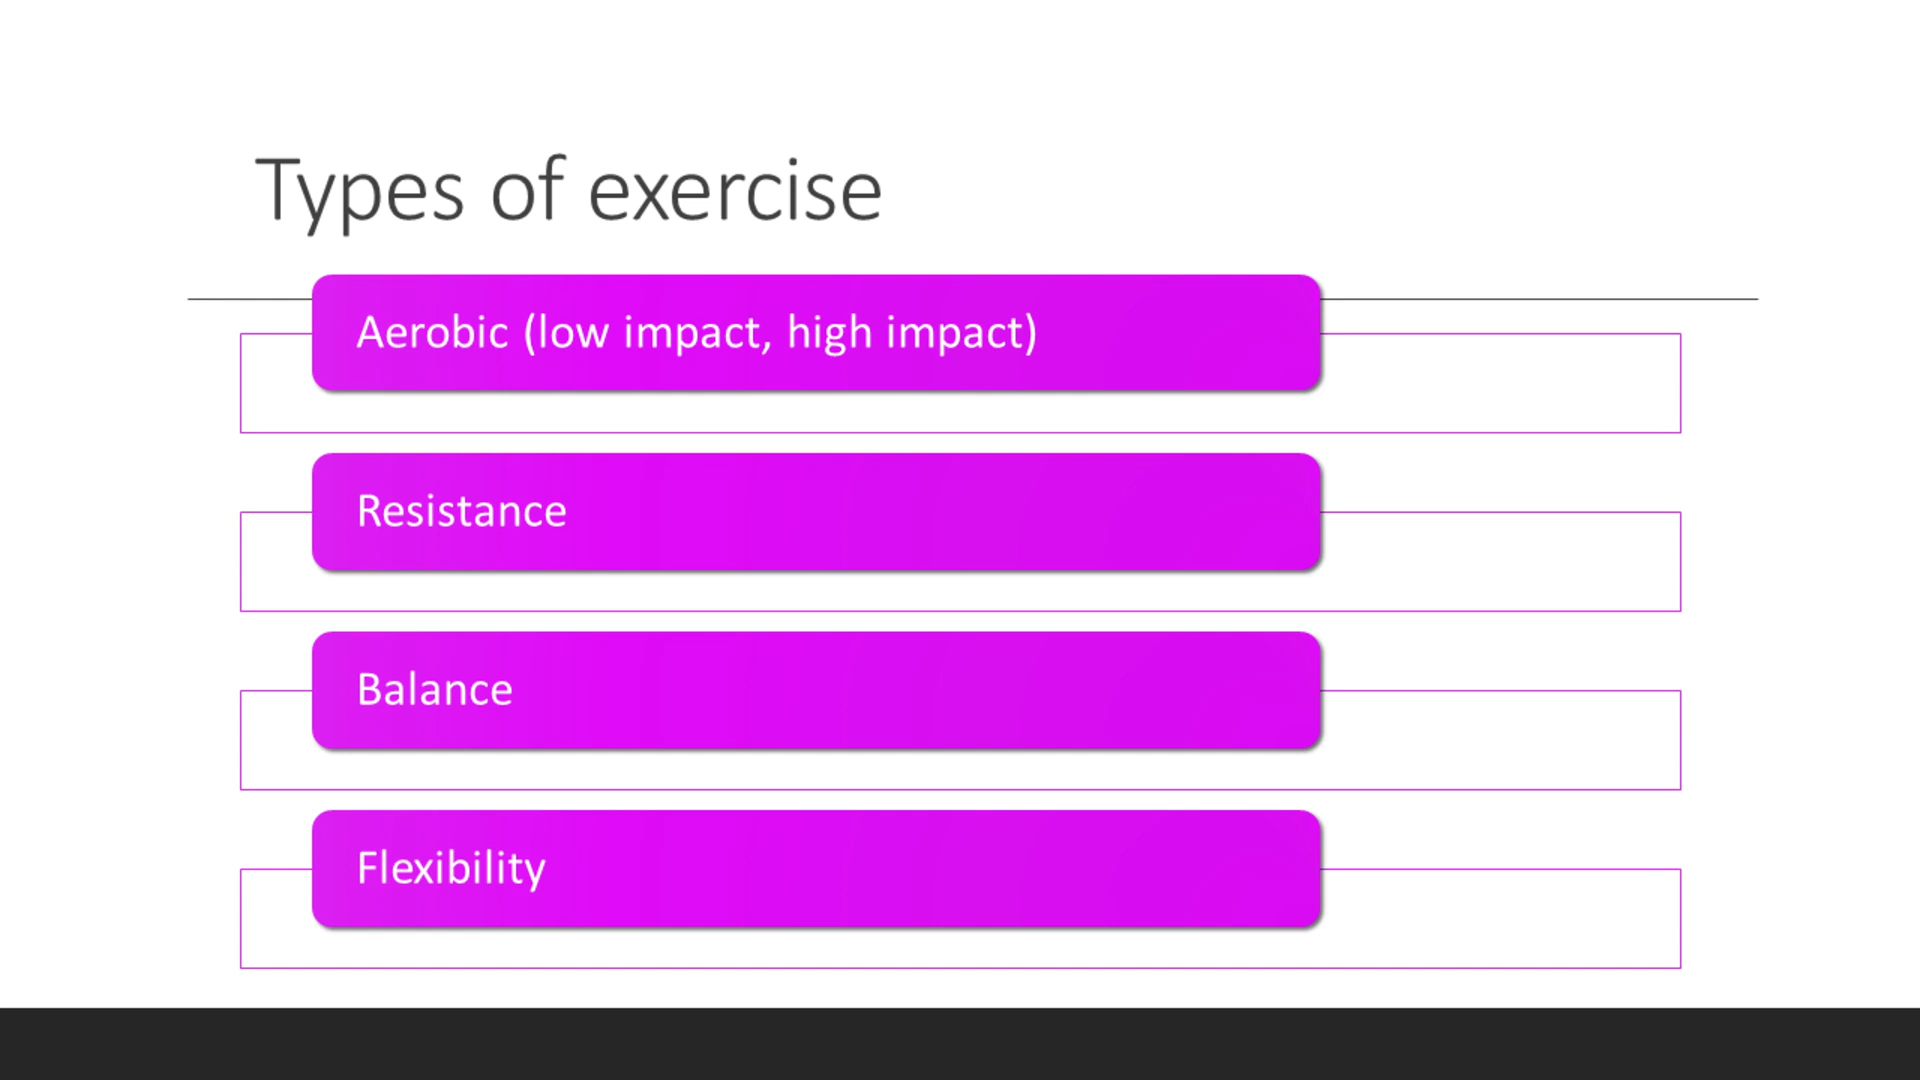 Types of exercise
Aerobic (low impact, high impact)
Resistance
Balance
Flexibility